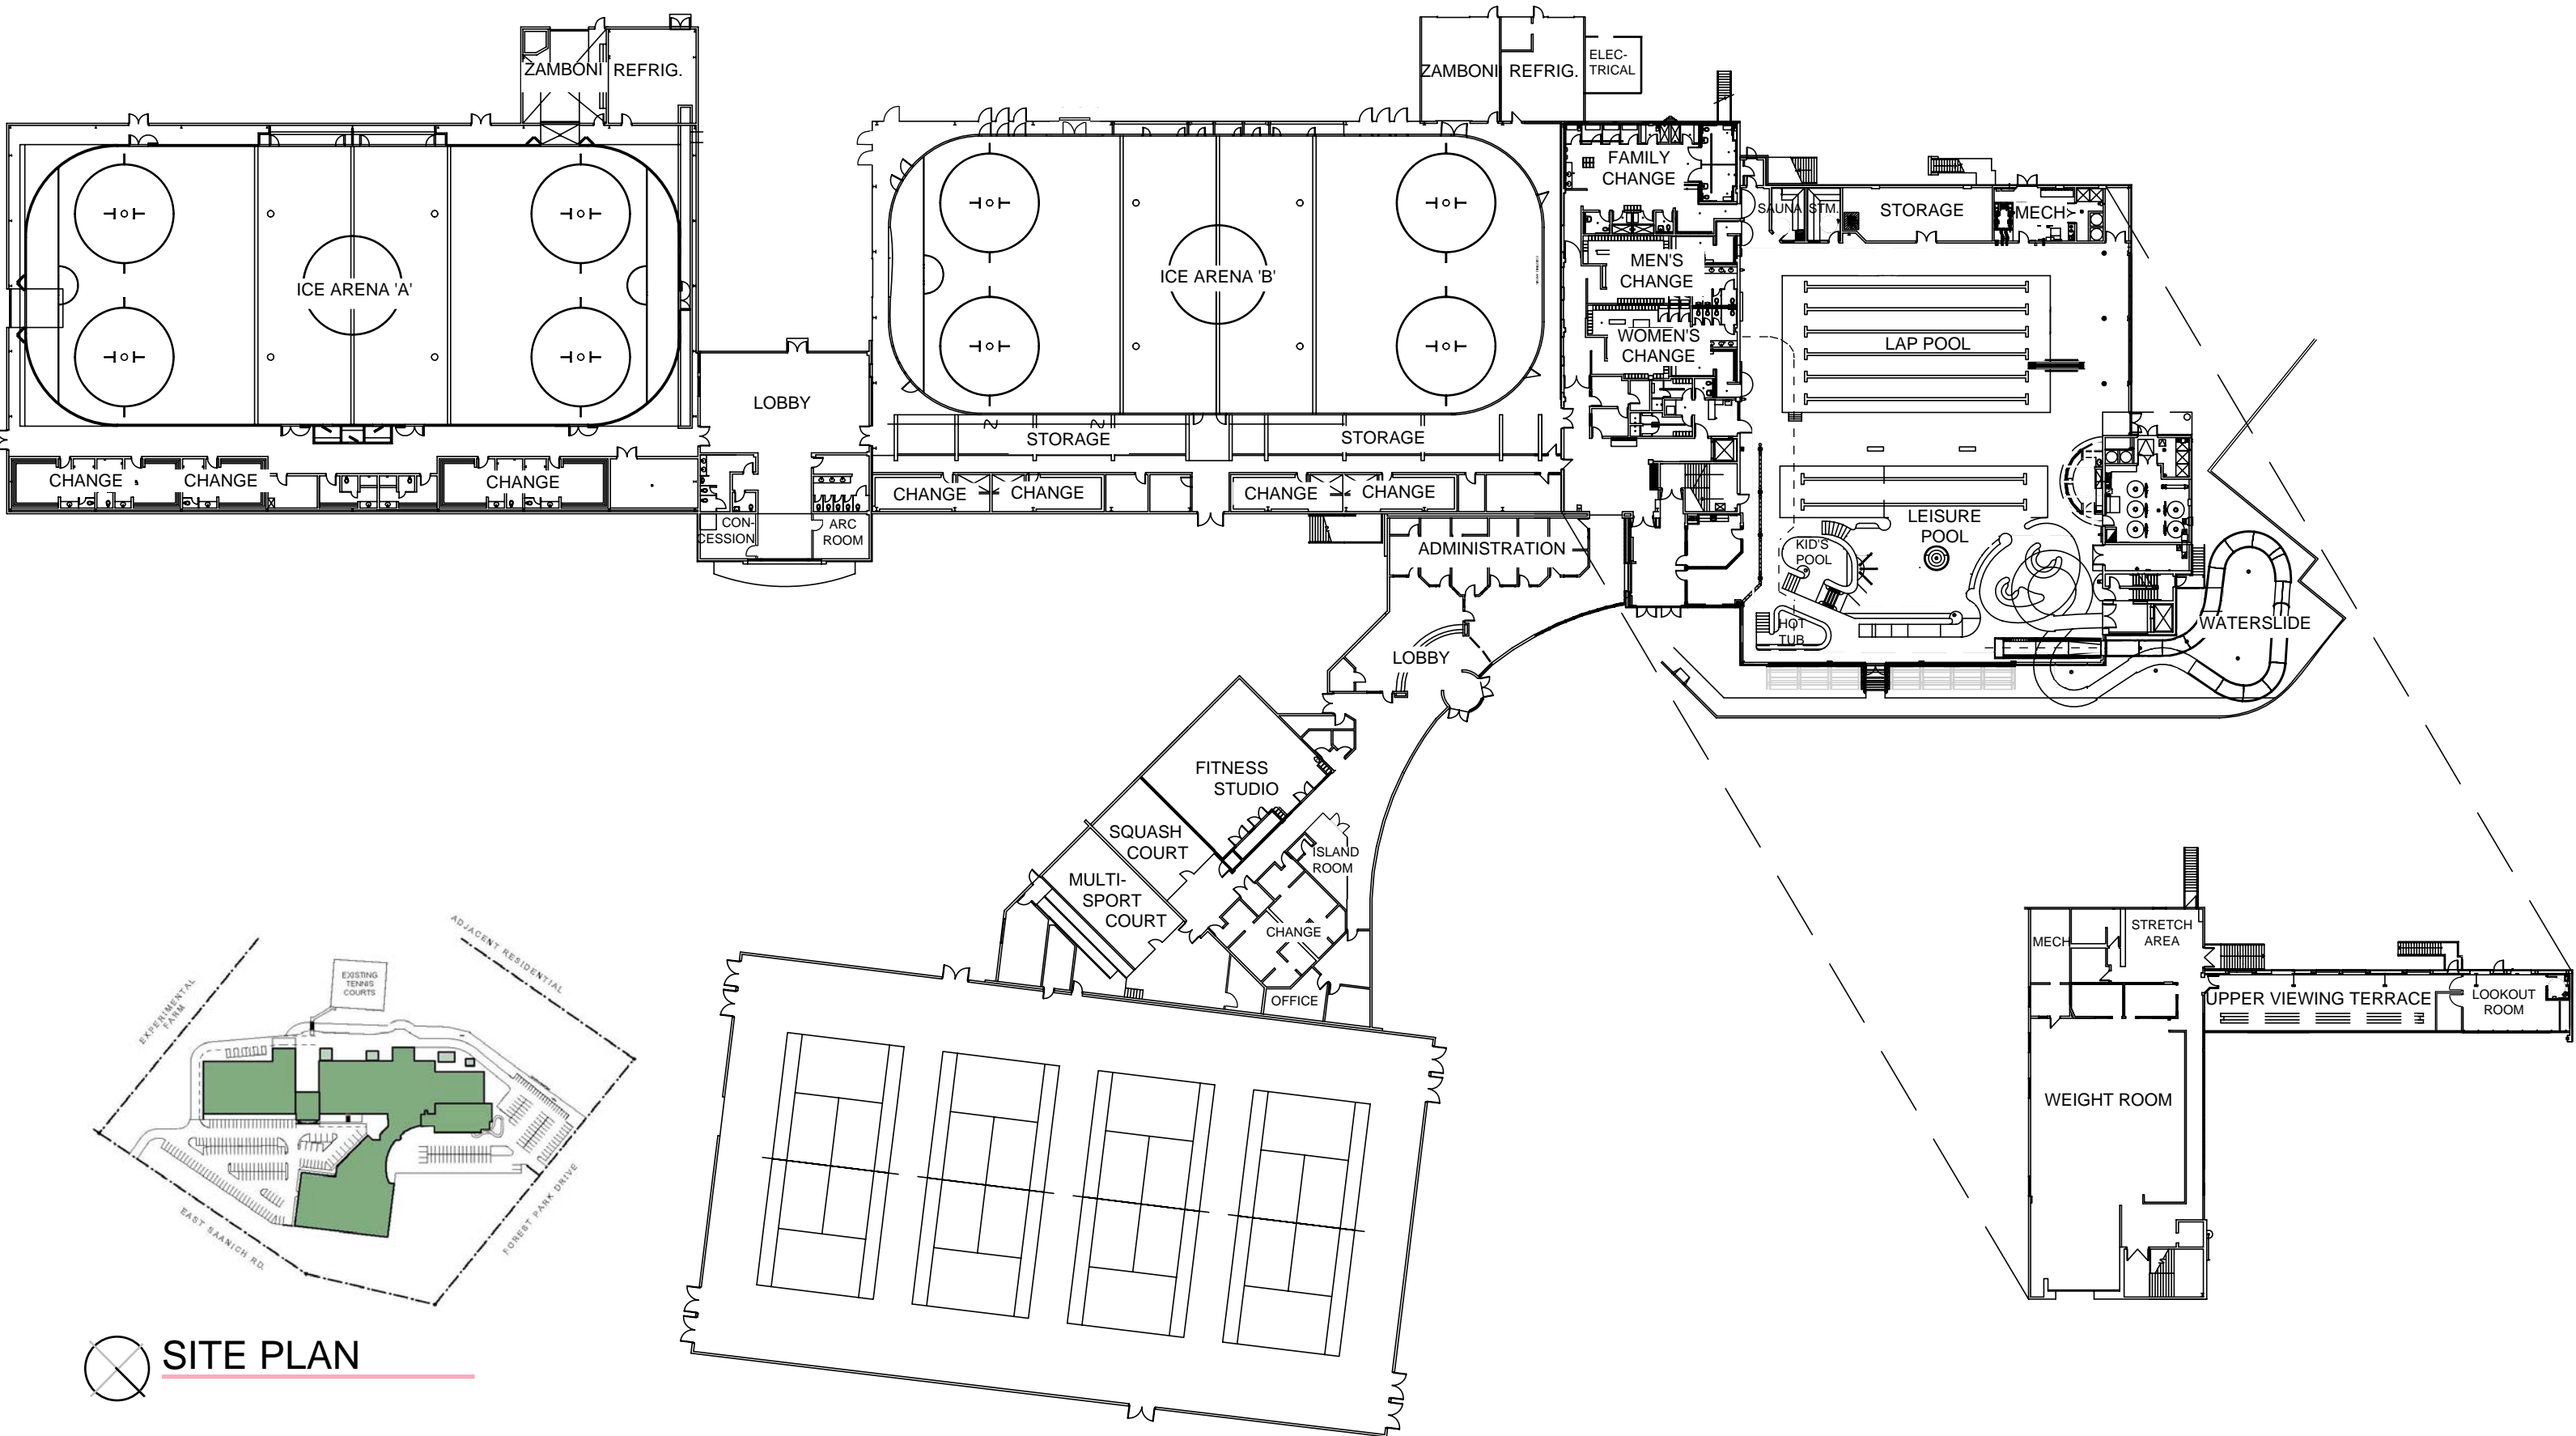 ZAMBONI
REFRIG.
ZAMBONI
REFRIG.
ELEC-
TRICAL
ICE ARENA 'A'
ICE ARENA 'B'
FAMILY
CHANGE
MEN'S
CHANGE
WOMEN'S
CHANGE
SAUNA
STM.
STORAGE
MECH
LAP POOL
LOBBY
STORAGE
STORAGE
CHANGE
CHANGE
CHANGE
CHANGE
CHANGE
CHANGE
CHANGE
CON-
CESSION
ARC
ROOM
ADMINISTRATION
LEISURE
POOL
KID'S
POOL
HOT
TUB
WATERSLIDE
LOBBY
FITNESS
STUDIO
SQUASH
COURT
MULTI-
SPORT
COURT
ISLAND
ROOM
CHANGE
OFFICE
MECH
STRETCH
AREA
UPPER VIEWING TERRACE
LOOKOUT
ROOM
WEIGHT ROOM
ADJACENT RESIDENTIAL
EXPERIMENTAL
FARM
EXISTING
TENNIS
COURTS
EAST SAANICH RD.
FOREST PARK DRIVE
SITE PLAN